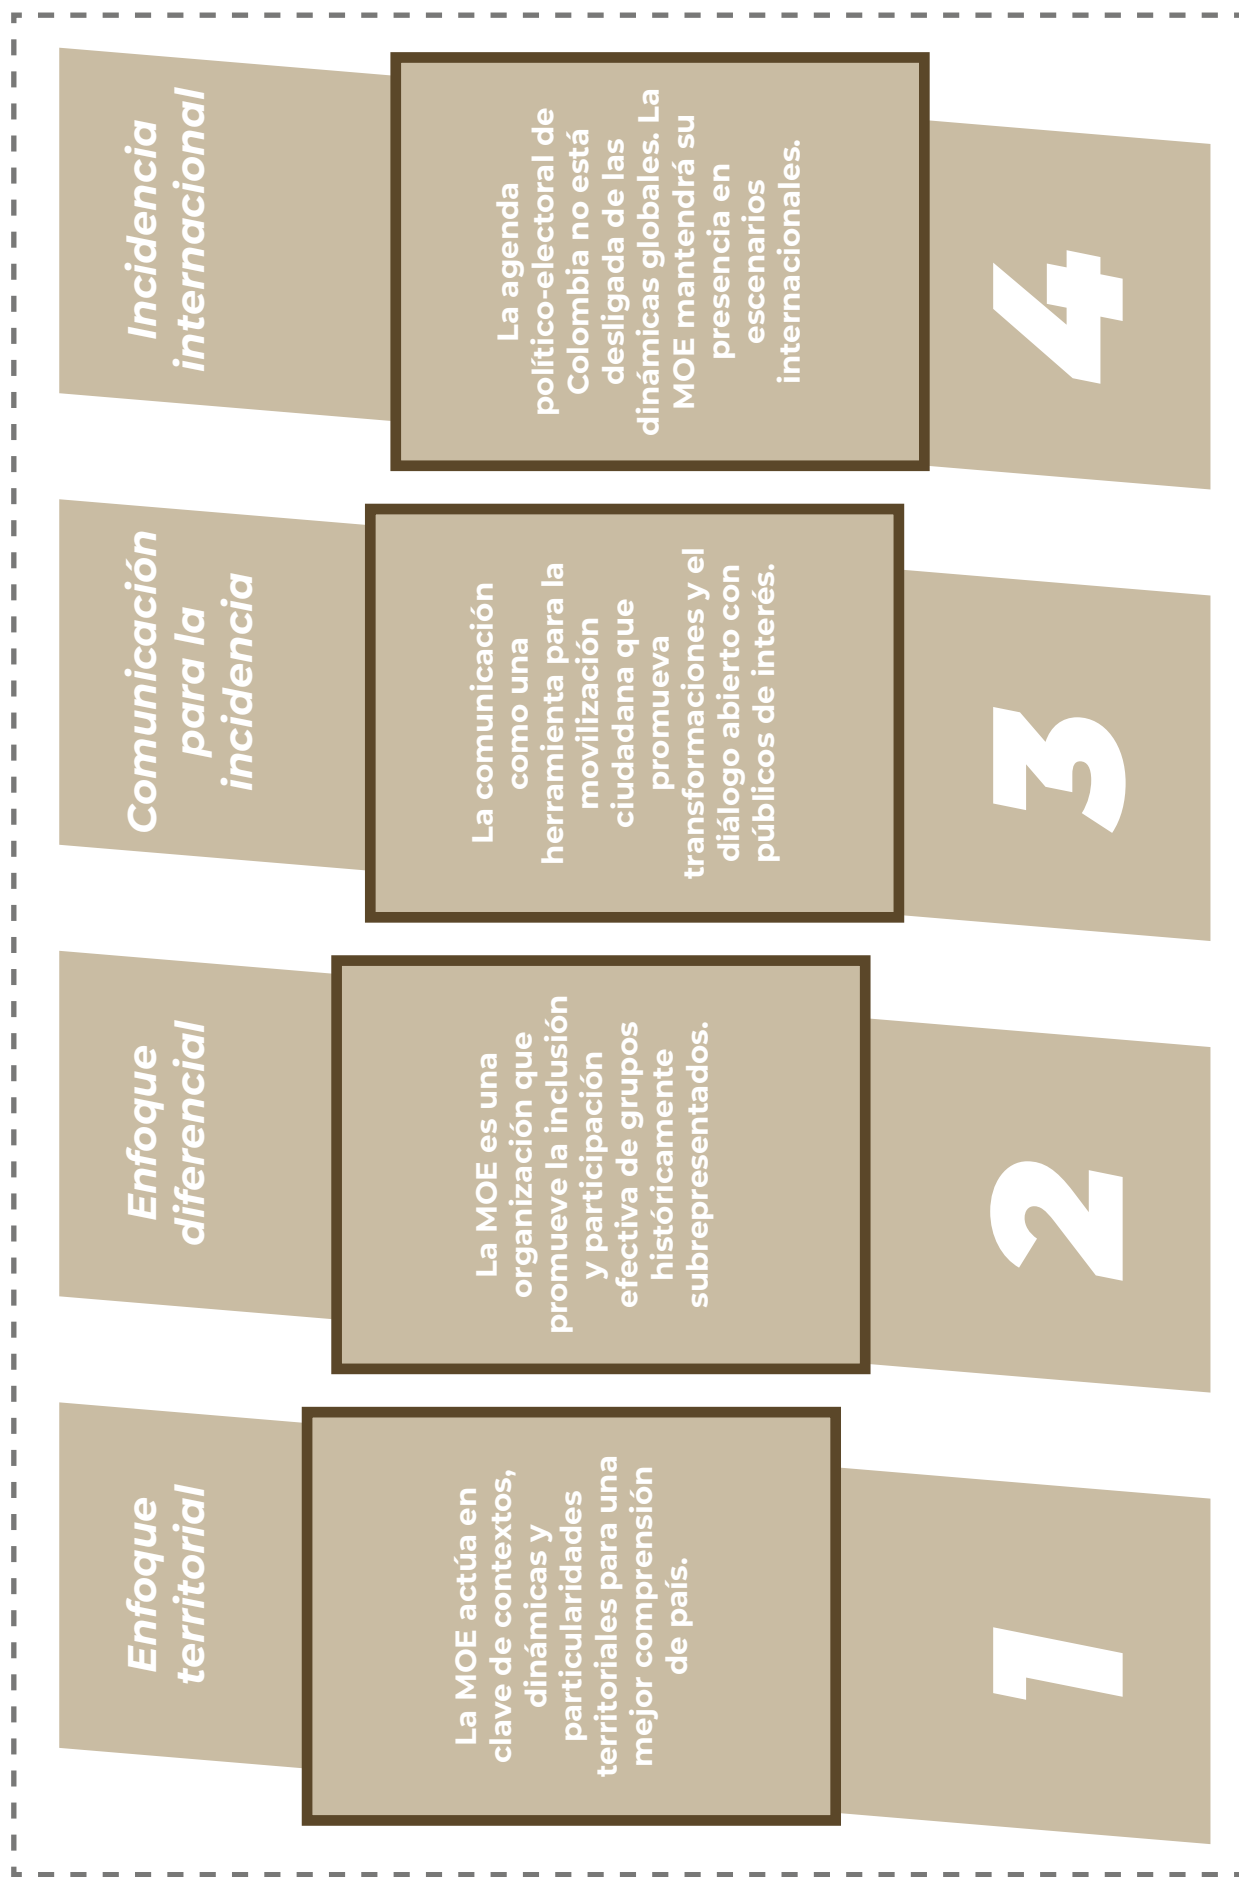 Enfoque
territorial
La MOE actúa en
clave de contextos,
dinámicas y
particularidades
territoriales para una
mejor comprensión
de país.
1
Enfoque
diferencial
La MOE es una
organización que
promueve la inclusión
y participación
efectiva de grupos
históricamente
subrepresentados.
2
Comunicación
para la
incidencia
La comunicación
como una
herramienta para la
movilización
ciudadana que
promueva
transformaciones y el
diálogo abierto con
públicos de interés.
3
Incidencia
internacional
La agenda
político-electoral de
Colombia no está
desligada de las
dinámicas globales. La
MOE mantendrá su
presencia en
escenarios
internacionales.
4